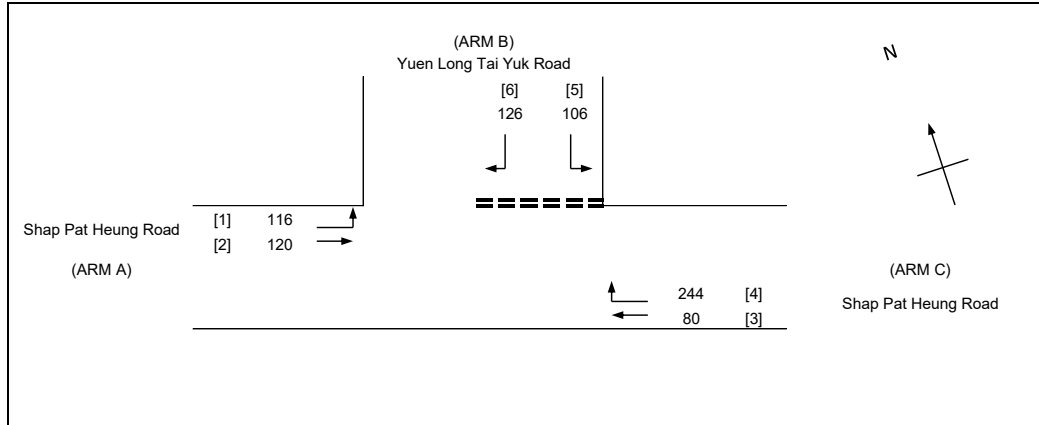 (ARM B)
Yuen Long Tai Yuk Road
N
[6] [5]
126 106
[1] 116
Shap Pat Heung Road
[2] 120
(ARM A)
(ARM C)
244 [4]
Shap Pat Heung Road
80 [3]